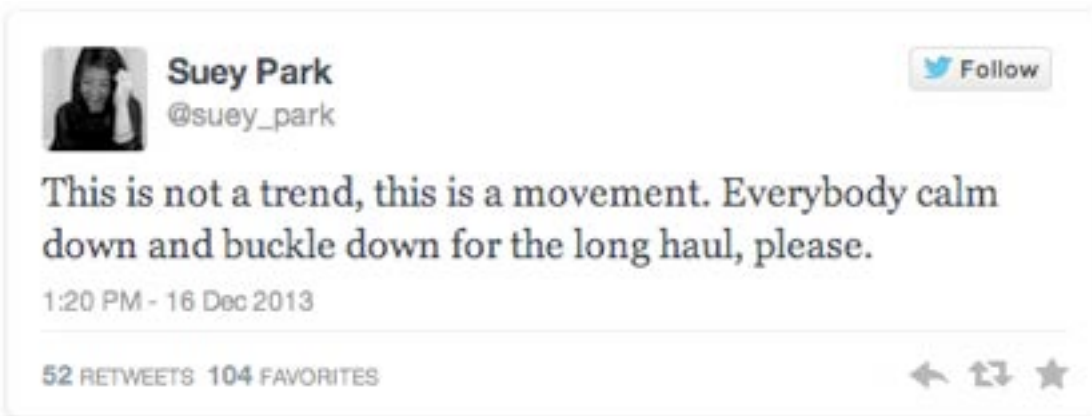 Suey Park
Follow
@suey_park
This is not a trend, this is a movement. Everybody calm
down and buckle down for the long haul, please.
1:20 PM - 16 Dec 2013
52 RETWEETS 104 FAVORITES